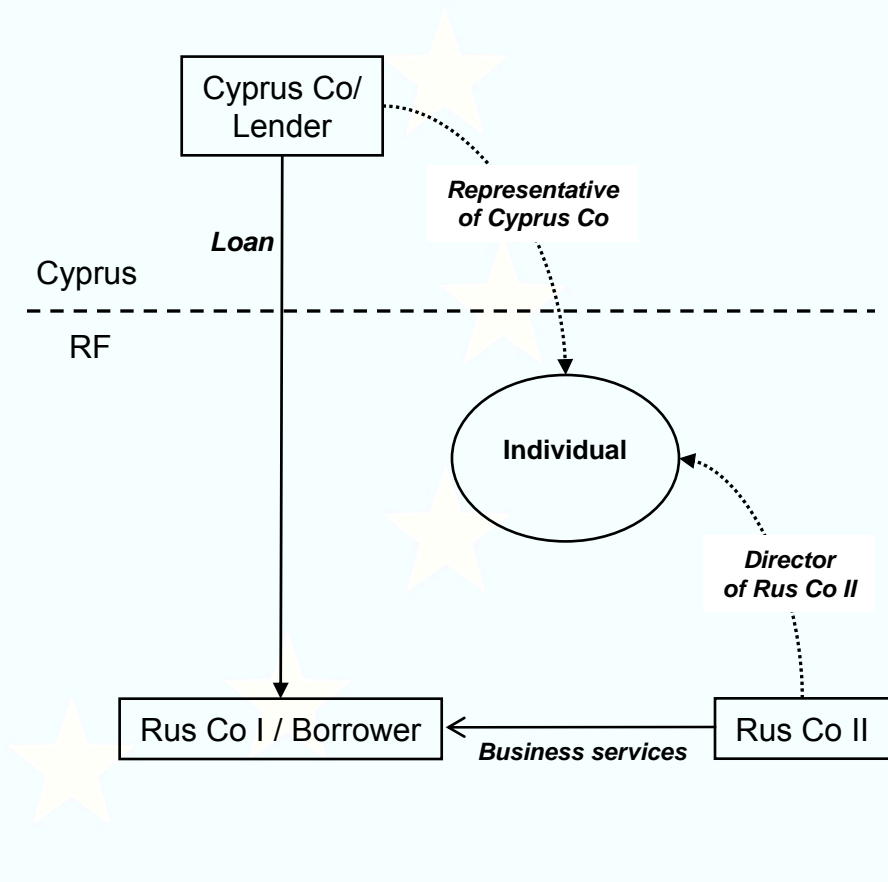 Cyprus Co/
Lender
Representative
of Cyprus Co
Loan
Cyprus
RF
Individual
Director
of Rus Co II
Rus Co I / Borrower
Rus Co II
Business services